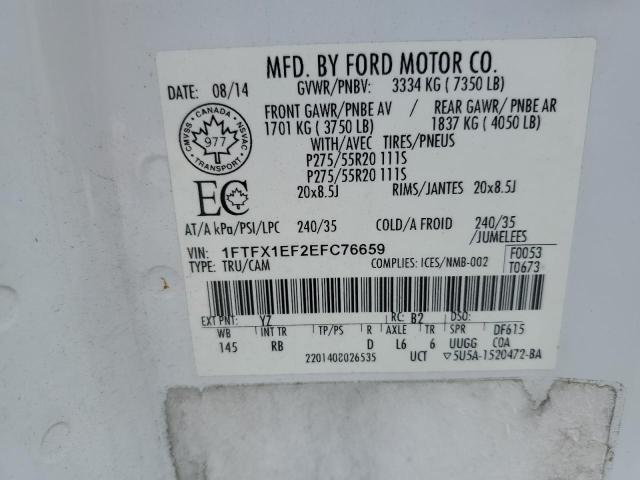 MFD. BY FORD MOTOR CO.
DATE: 08/14 GVWR/PNBV: 3334 KG ( 7350 LB)
FRONT GAWR/PNBE AV / REAR GAWR/ PNBE AR
1701 KG ( 3750 LB) 1837 KG ( 4050 LB)
WITH/AVEC TIRES/PNEUS
P275/55R20 111S
P275/55R20 111S
20x8.5J RIMS/JANTES 20x8.5J
CMVSS CANADA NSVAC
977
TRANSPORT
EC
AT/A kPa/PSI/LPC 240/35 COLD/A FROID 240/35
/JUMELEES
VIN: 1FTFX1EF2EFC76659 F0053
TYPE: TRU/CAM COMPLIES: ICES/NMB-002 T0673
EXT PNT: YZ RC: B2 DSO:
WB INT TR TP/PS R AXLE TR SPR DF615
145 RB D L6 6 UUGG COA
2201408026535 UCT ▽5U5A-1520472-BA